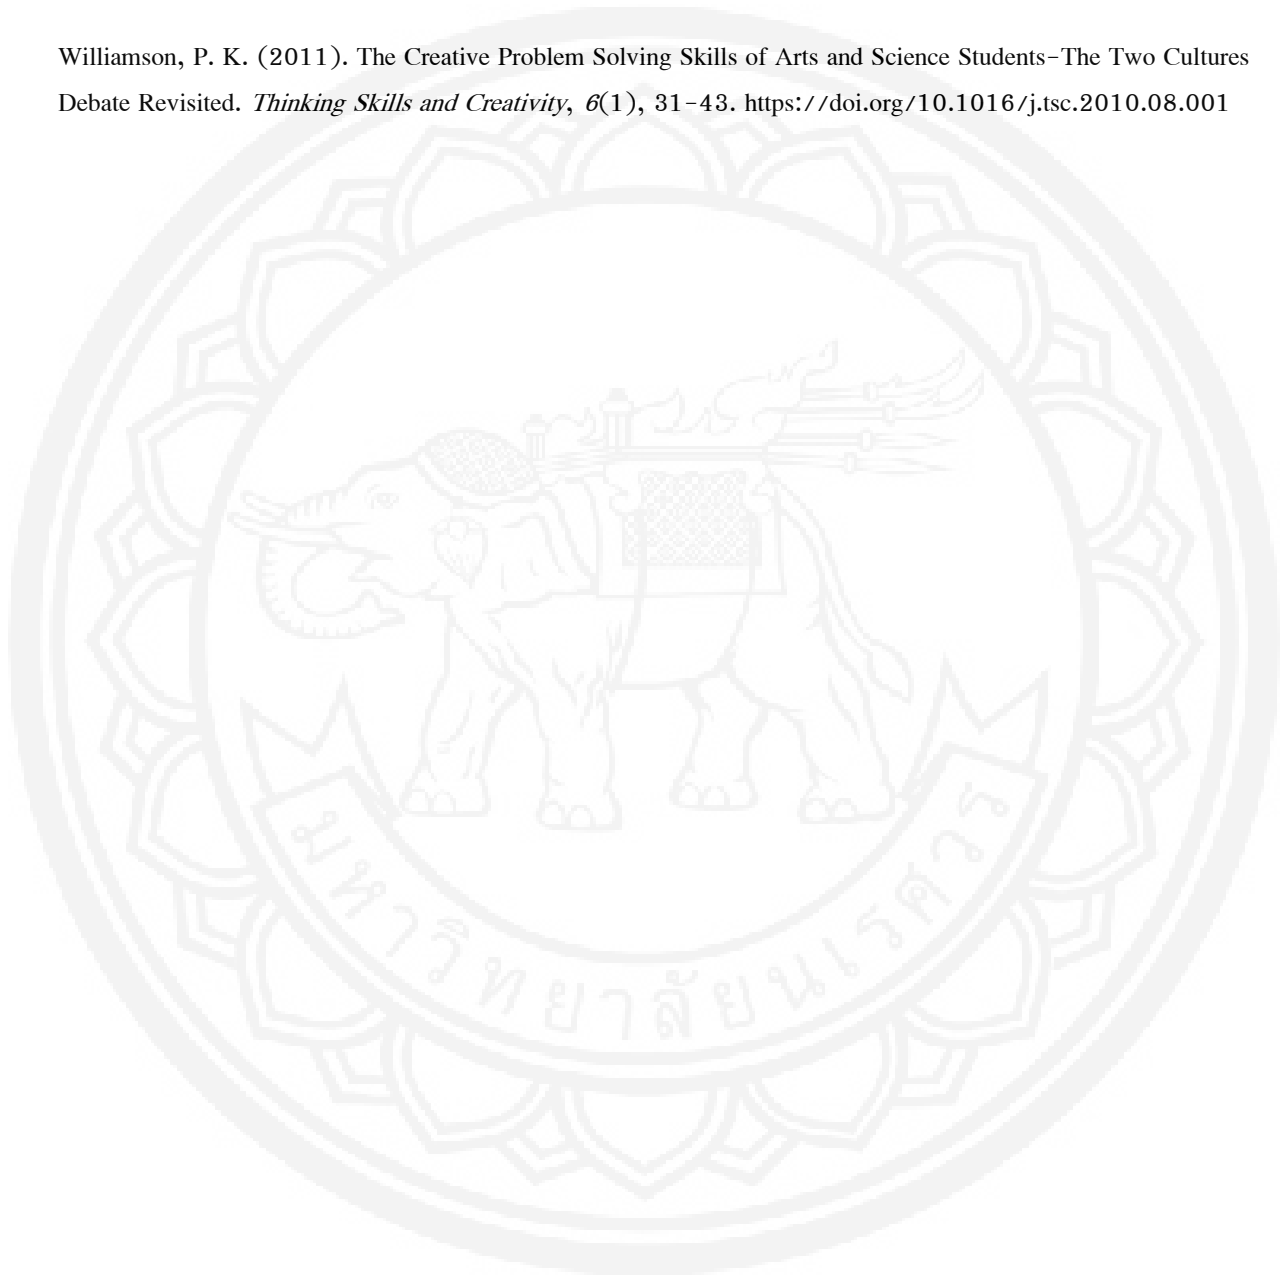 Williamson, P. K. (2011). The Creative Problem Solving Skills of Arts and Science Students-The Two Cultures
Debate Revisited. Thinking Skills and Creativity, 6(1), 31-43. https://doi.org/10.1016/j.tsc.2010.08.001
มหาวิทยาลัยนเรศวร